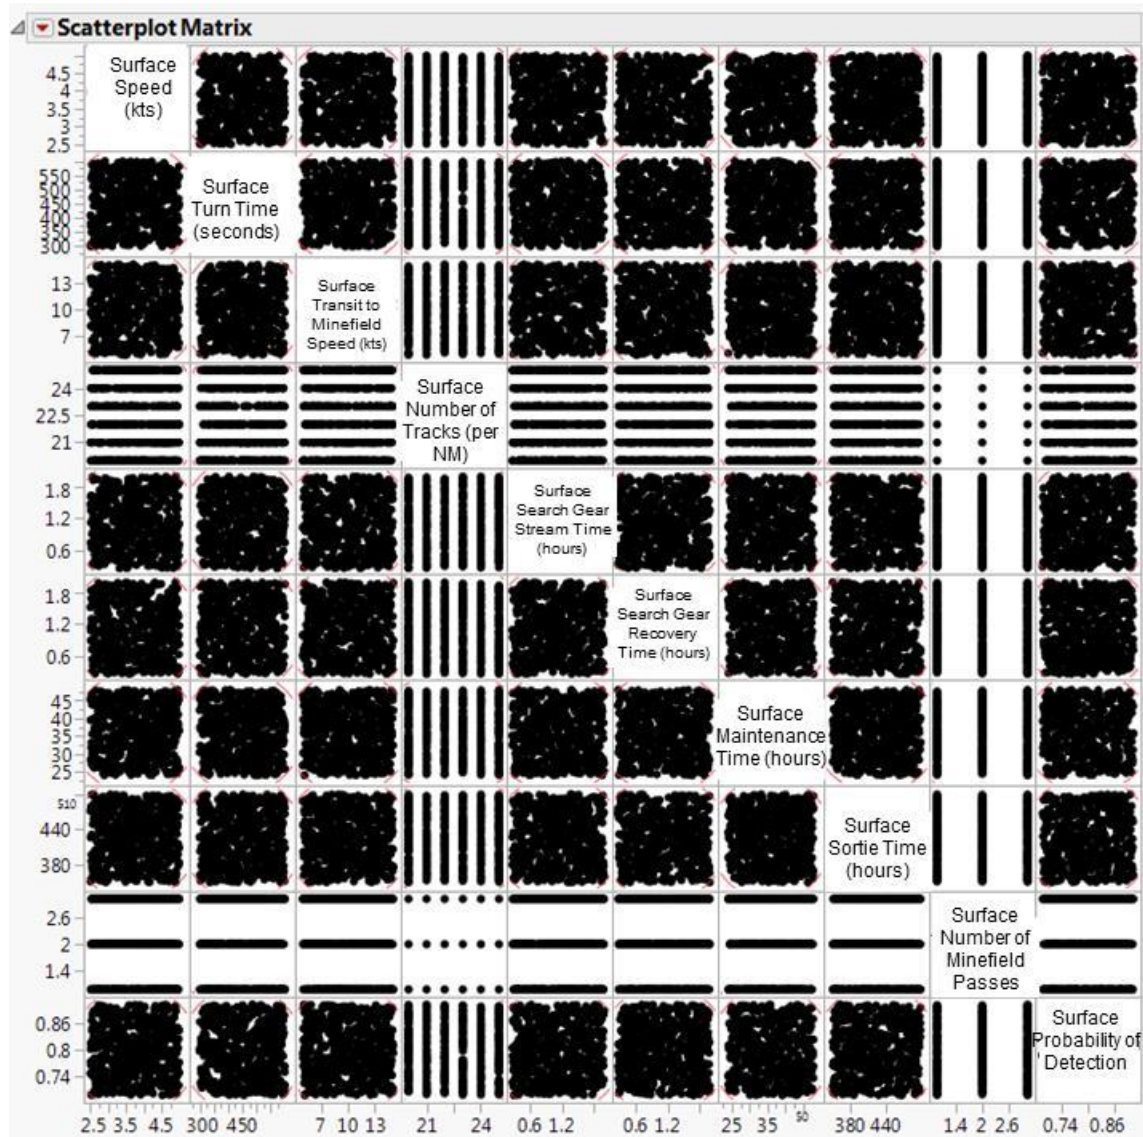 Scatterplot Matrix
Surface
Speed
(kts)
4.5
4
3.5
3
2.5
Surface
Turn Time
(seconds)
550
500
450
400
350
300
Surface
Transit to
Minefield
Speed (kts)
13
10
7
Surface
Number of
Tracks (per
NM)
24
22.5
21
Surface
Search Gear
Stream Time
(hours)
1.8
1.2
0.6
Surface
Search Gear
Recovery
Time (hours)
1.8
1.2
0.6
Surface
Maintenance
Time (hours)
45
40
35
30
25
Surface
Sortie Time
(hours)
510
440
380
Surface
Number of
Minefield
Passes
2.6
2
1.4
Surface
Probability of
Detection
0.86
0.8
0.74
2.5 3.5 4.5 300 450 7 10 13 21 24 0.6 1.2 0.6 1.2 25 35 50 380 440 1.4 2 2.6 0.74 0.86